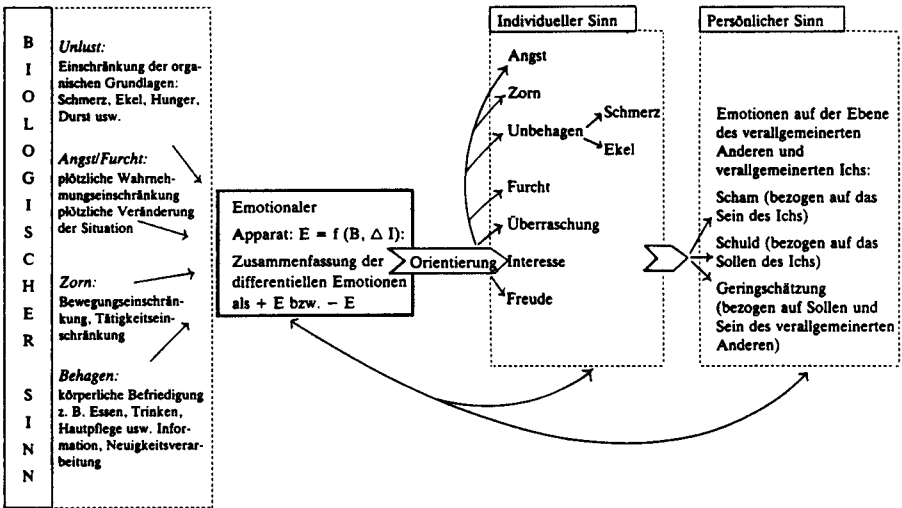 BIOLOGISCHER SINN
Unlust:
Einschränkung der orga-
nischen Grundlagen:
Schmerz, Ekel, Hunger,
Durst usw.
Angst/Furcht:
plötzliche Wahrneh-
mungseinschränkung
plötzliche Veränderung
der Situation
Zorn:
Bewegungseinschrän-
kung, Tätigkeitsein-
schränkung
Behagen:
körperliche Befriedigung
z. B. Essen, Trinken,
Hautpflege usw. Infor-
mation, Neuigkeitsverar-
beitung
Emotionaler
Apparat: E = f (B, △ I):
Zusammenfassung der
differentiellen Emotionen
als + E bzw. − E
Orientierung
Individueller Sinn
Angst
Zorn
Unbehagen
Schmerz
Ekel
Furcht
Überraschung
Interesse
Freude
Persönlicher Sinn
Emotionen auf der Ebene
des verallgemeinerten
Anderen und
verallgemeinerten Ichs:
Scham (bezogen auf das
Sein des Ichs)
Schuld (bezogen auf das
Sollen des Ichs)
Geringschätzung
(bezogen auf Sollen und
Sein des verallgemeinerten
Anderen)